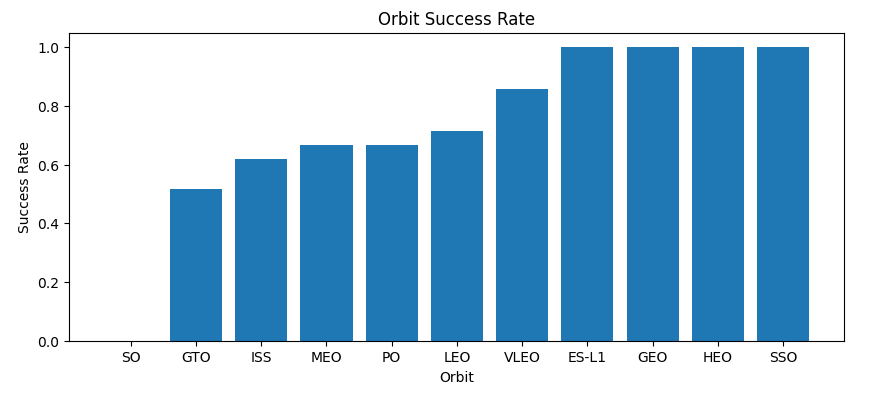 Orbit Success Rate
Success Rate
1.0
0.8
0.6
0.4
0.2
0.0
SO GTO ISS MEO PO LEO VLEO ES-L1 GEO HEO SSO
Orbit